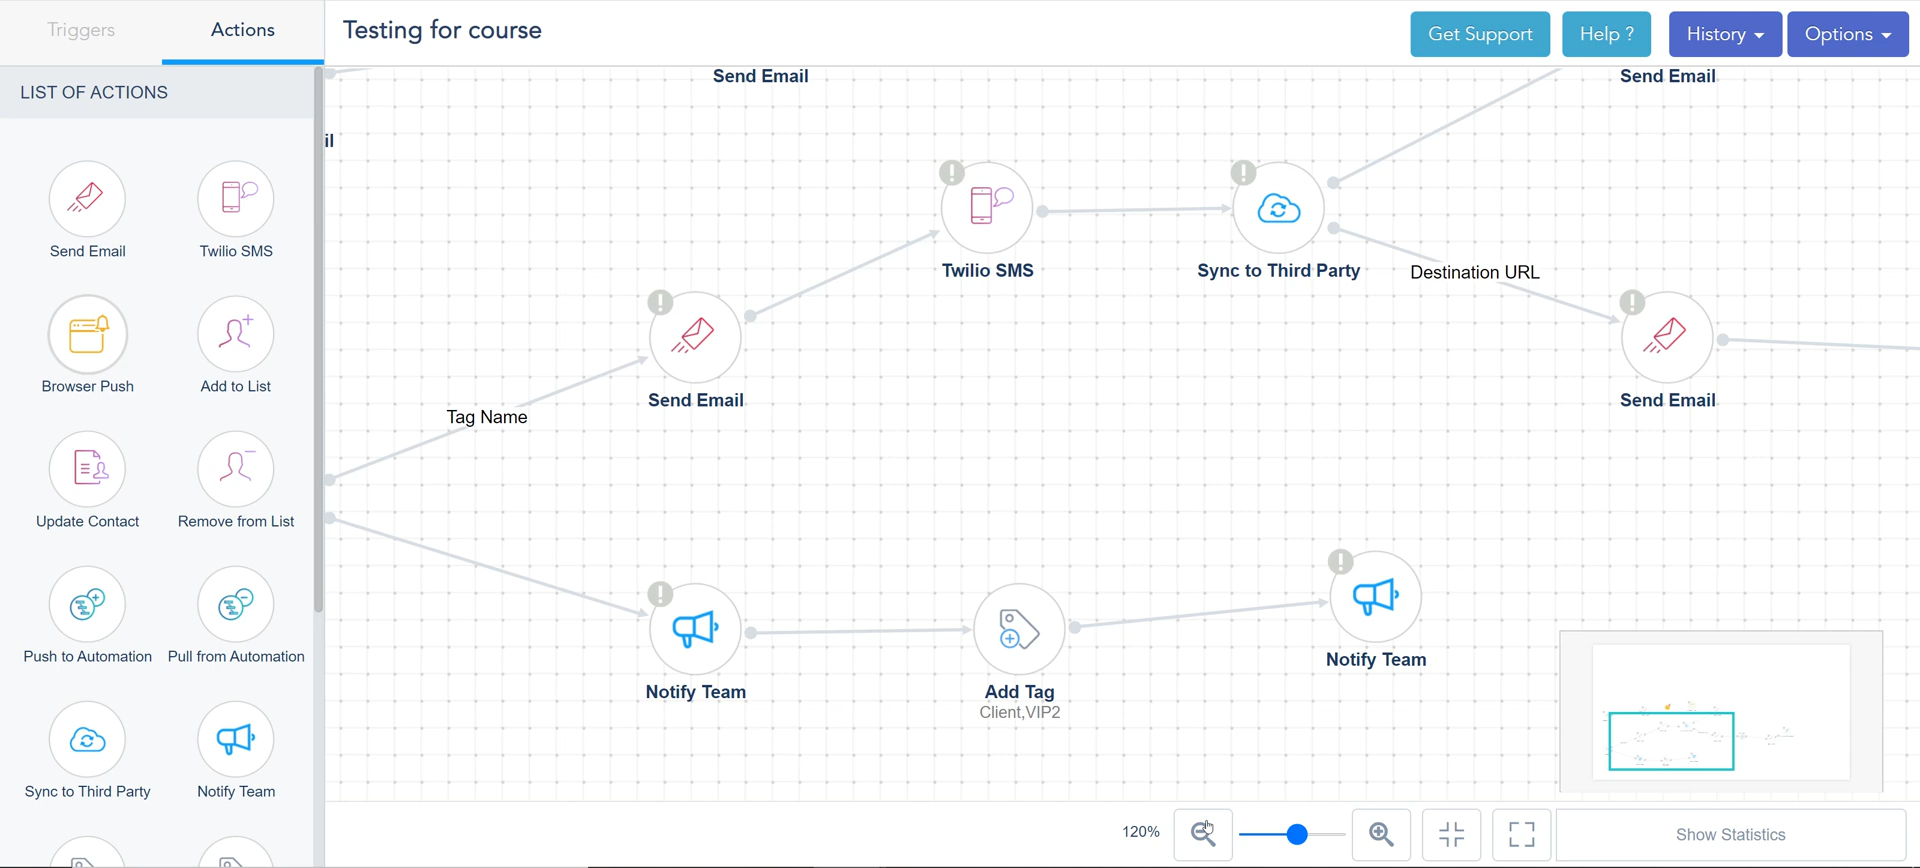 Triggers
Actions
Testing for course
Get Support
Help ?
History
Options
LIST OF ACTIONS
Send Email
Twilio SMS
Browser Push
Add to List
Update Contact
Remove from List
Push to Automation
Pull from Automation
Sync to Third Party
Notify Team
Send Email
Send Email
il
Twilio SMS
Sync to Third Party
Destination URL
Send Email
Send Email
Tag Name
Notify Team
Add Tag
Client,VIP2
Notify Team
120%
Show Statistics